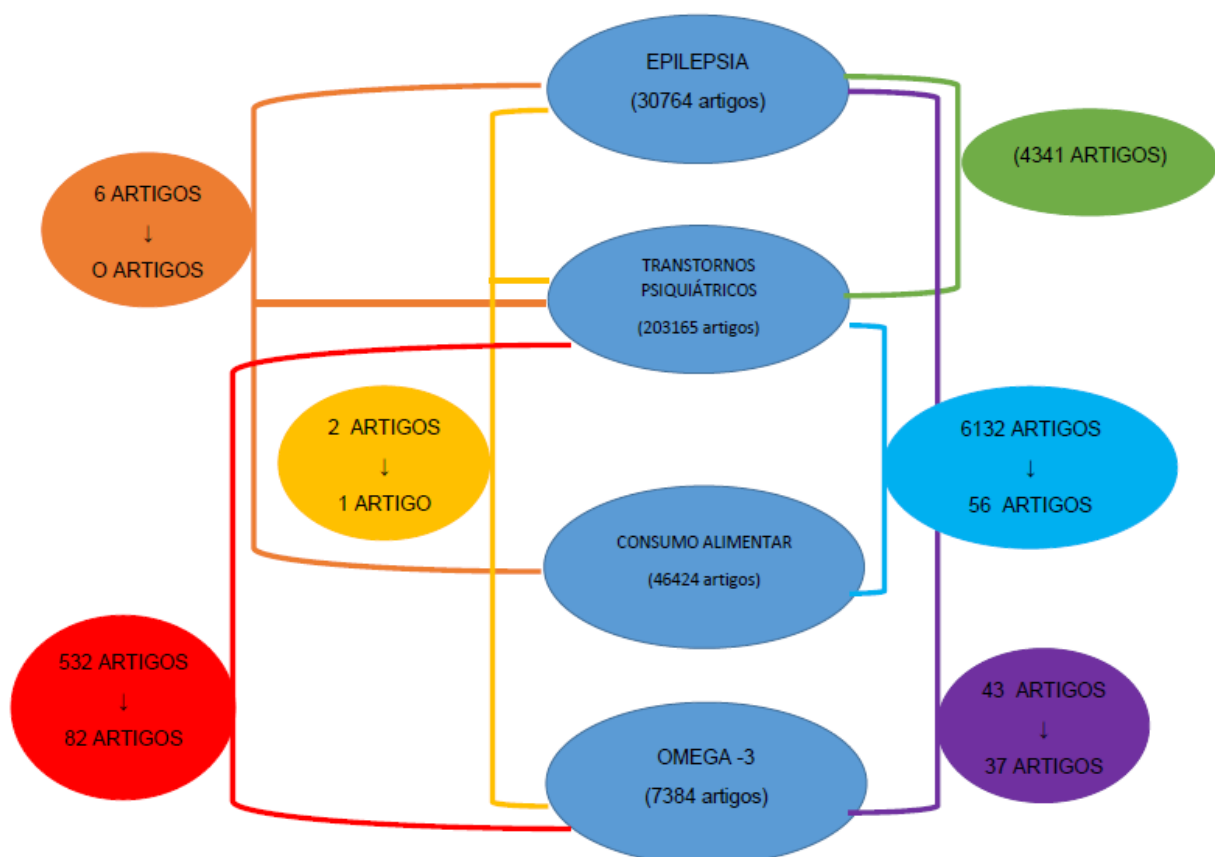 EPILEPSIA
(30764 artigos)
(4341 ARTIGOS)
6 ARTIGOS
↓
O ARTIGOS
TRANSTORNOS
PSIQUIÁTRICOS
(203165 artigos)
2 ARTIGOS
↓
1 ARTIGO
6132 ARTIGOS
↓
56 ARTIGOS
CONSUMO ALIMENTAR
(46424 artigos)
532 ARTIGOS
↓
82 ARTIGOS
43 ARTIGOS
↓
37 ARTIGOS
OMEGA -3
(7384 artigos)